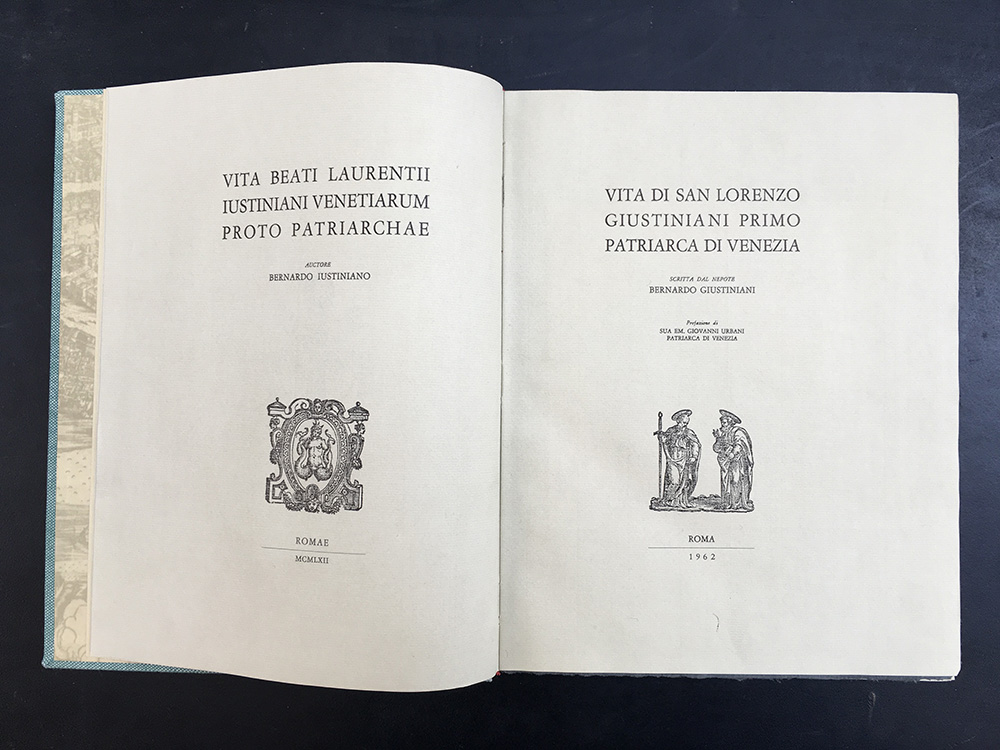 VITA BEATI LAURENTII
IUSTINIANI VENETIARUM
PROTO PATRIARCHAE
AUCTORE
BERNARDO IUSTINIANO
ROMAE
MCMLXII
VITA DI SAN LORENZO
GIUSTINIANI PRIMO
PATRIARCA DI VENEZIA
SCRITTA DAL NEPOTE
BERNARDO GIUSTINIANI
Prefazione di
SUA EM. GIOVANNI URBANI
PATRIARCA DI VENEZIA
ROMA
1962